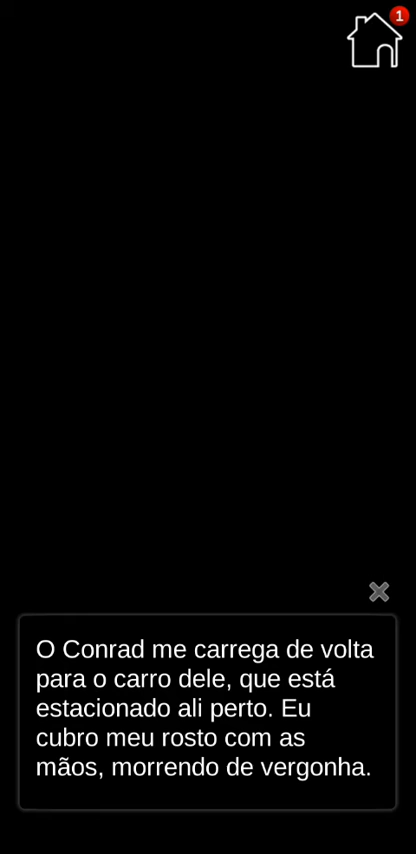 1
O Conrad me carrega de volta
para o carro dele, que está
estacionado ali perto. Eu
cubro meu rosto com as
mãos, morrendo de vergonha.